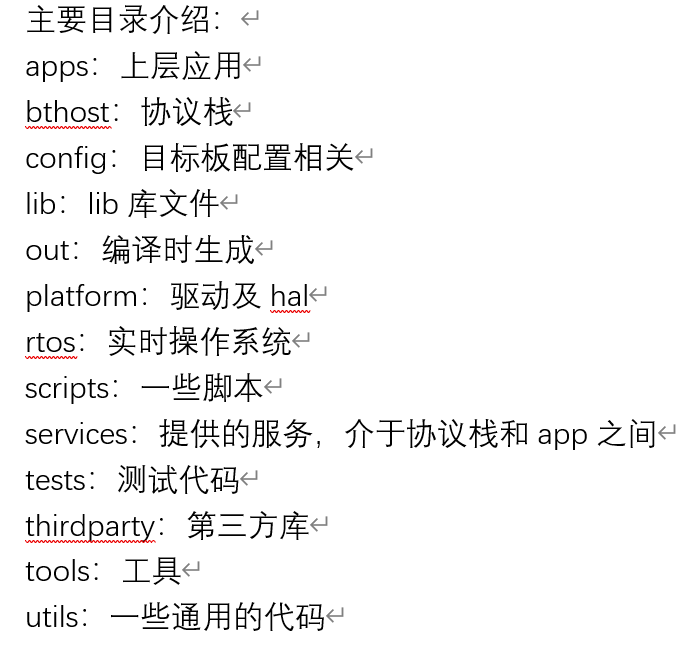 主要目录介绍：
apps：上层应用
bthost：协议栈
config：目标板配置相关
lib：lib 库文件
out：编译时生成
platform：驱动及 hal
rtos：实时操作系统
scripts：一些脚本
services：提供的服务，介于协议栈和 app 之间
tests：测试代码
thirdparty：第三方库
tools：工具
utils：一些通用的代码